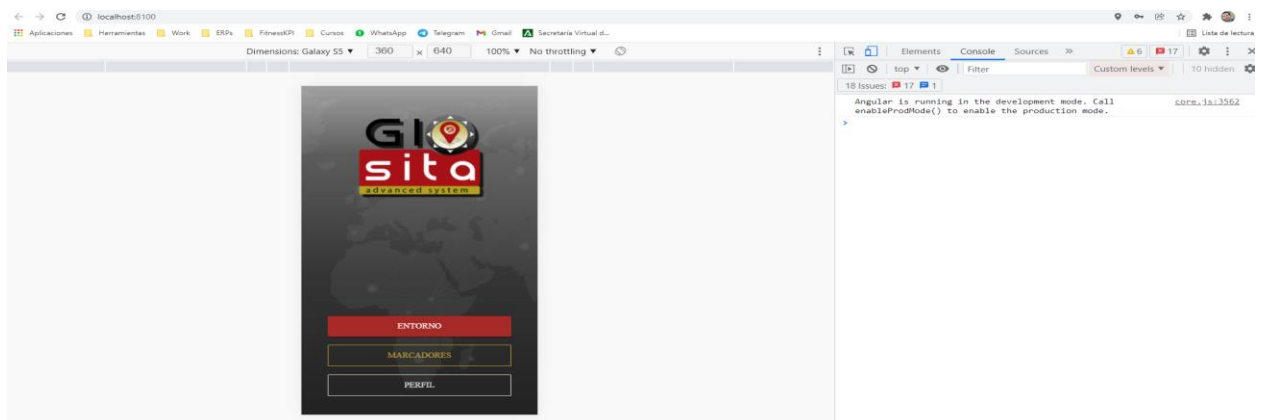 localhost:8100
Aplicaciones Herramientas Work ERPs FitnessKPI Cursos WhatsApp Telegram Gmail Secretaría Virtual d... Lista de lectura
Dimensions: Galaxy S5 ▼ 360 x 640 100% ▼ No throttling ▼
Elements Console Sources » 6 17
top ▼ Filter Custom levels ▼ 10 hidden
18 Issues: 17 1
Angular is running in the development mode. Call core.js:3562
enableProdMode() to enable the production mode.
GIO
sita
advanced system
ENTORNO
MARCADORES
PERFIL